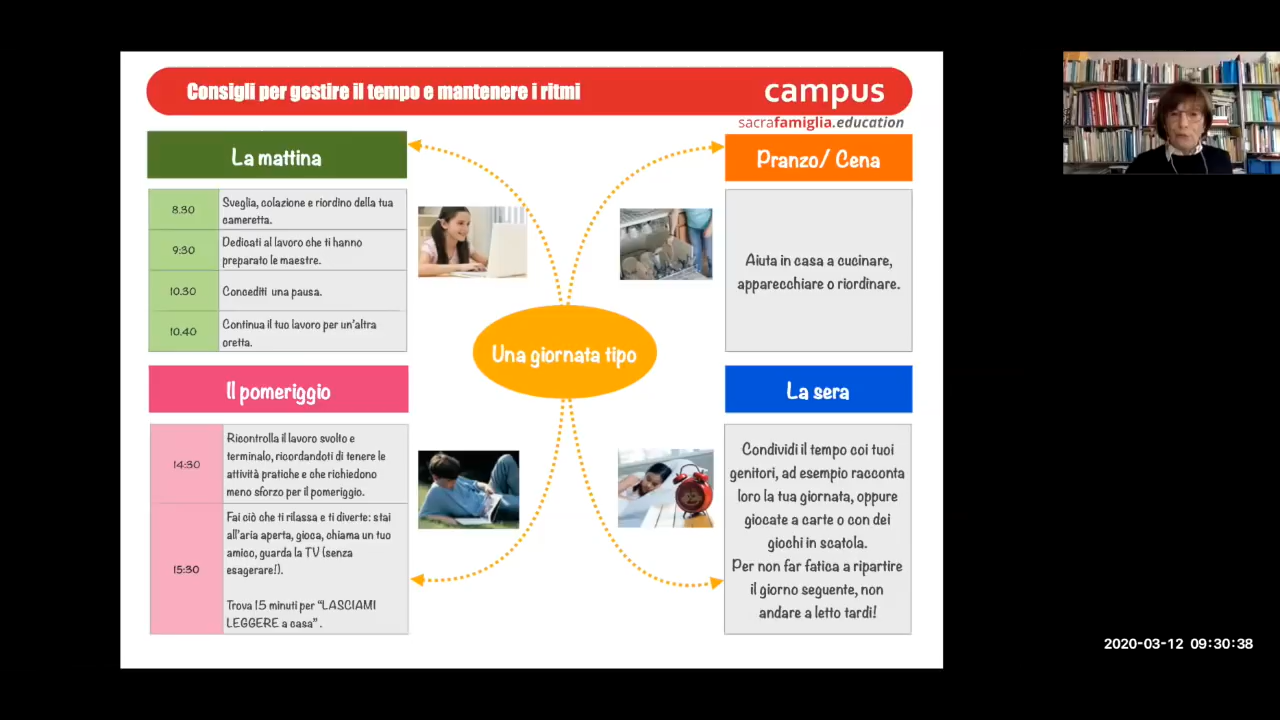 Consigli per gestire il tempo e mantenere i ritmi
campus
sacrafamiglia.education
La mattina
8.30
Sveglia, colazione e riordino della tua
cameretta.
9:30
Dedicati al lavoro che ti hanno
preparato le maestre.
10.30
Concediti una pausa.
10.40
Continua il tuo lavoro per un'altra
oretta.
Pranzo/ Cena
Aiuta in casa a cucinare,
apparecchiare o riordinare.
Una giornata tipo
Il pomeriggio
14:30
Ricontrolla il lavoro svolto e
terminalo, ricordandoti di tenere le
attività pratiche e che richiedono
meno sforzo per il pomeriggio.
15:30
Fai ciò che ti rilassa e ti diverte: stai
all'aria aperta, gioca, chiama un tuo
amico, guarda la TV (senza
esagerare!).
Trova 15 minuti per "LASCIAMI
LEGGERE a casa" .
La sera
Condividi il tempo coi tuoi
genitori, ad esempio racconta
loro la tua giornata, oppure
giocate a carte o con dei
giochi in scatola.
Per non far fatica a ripartire
il giorno seguente, non
andare a letto tardi!
2020-03-12 09:30:38